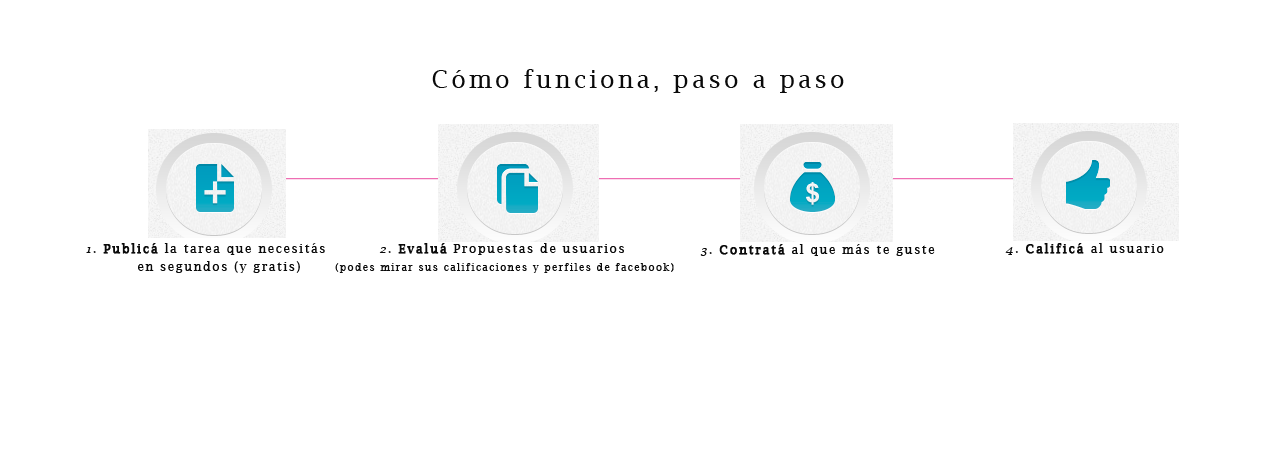 Cómo funciona, paso a paso
$
1. Publicá la tarea que necesitás
en segundos (y gratis)
2. Evaluá Propuestas de usuarios
(podes mirar sus calificaciones y perfiles de facebook)
3. Contratá al que más te guste
4. Calificá al usuario